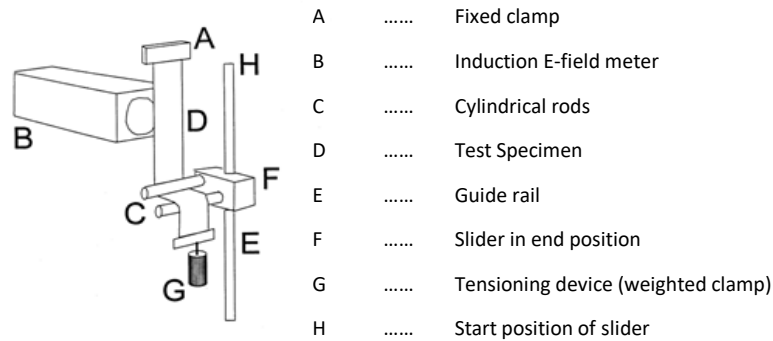 A
H
B
D
F
C
E
G
A ...... Fixed clamp
B ...... Induction E-field meter
C ...... Cylindrical rods
D ...... Test Specimen
E ...... Guide rail
F ...... Slider in end position
G ...... Tensioning device (weighted clamp)
H ...... Start position of slider